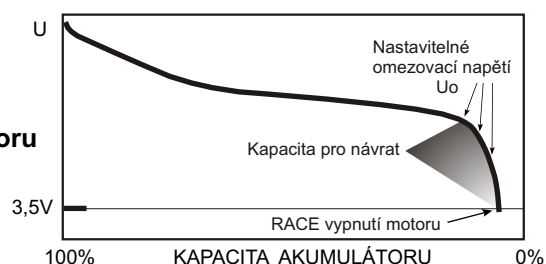 U
Nastavitelné
omezovací napětí
Uo
oru
Kapacita pro návrat
3,5V
RACE vypnutí motoru
100%
KAPACITA AKUMULÁTORU
0%